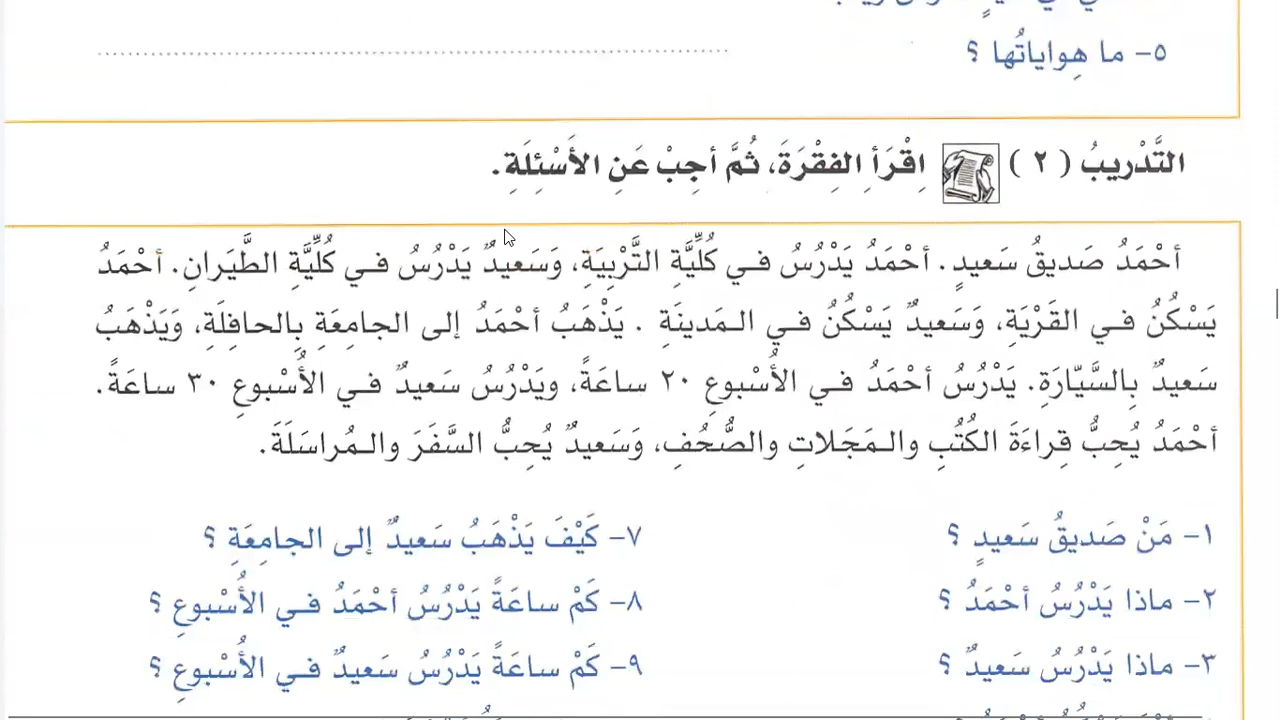 ٥- ما هِواياتُها ؟
التَّدْريبُ ( ٢ ) اِقْرَأِ الفِقْرَةَ، ثُمَّ أجِبْ عَنِ الأَسْئِلَةِ.
أحْمَدُ صَديقُ سَعيدٍ. أحْمَدُ يَدْرُسُ في كُلِّيَّةِ التَّرْبِيَةِ، وَسَعيدٌ يَدْرُسُ في كُلِّيَّةِ الطَّيَرانِ. أحْمَدُ
يَسْكُنُ في القَرْيَةِ، وَسَعيدٌ يَسْكُنُ في المَدينَةِ . يَذْهَبُ أحْمَدُ إلى الجامِعَةِ بِالحافِلَةِ، وَيَذْهَبُ
سَعيدٌ بِالسَّيّارَةِ. يَدْرُسُ أحْمَدُ في الأُسْبوعِ ٢٠ ساعَةً، ويَدْرُسُ سَعيدٌ في الأُسْبوعِ ٣٠ ساعَةً.
أحْمَدُ يُحِبُّ قِراءَةَ الكُتُبِ والمَجَلاتِ والصُّحُفِ، وَسَعيدٌ يُحِبُّ السَّفَرَ والمُراسَلَةَ.
١- مَنْ صَديقُ سَعيدٍ ؟
٢- ماذا يَدْرُسُ أحْمَدُ ؟
٣- ماذا يَدْرُسُ سَعيدٌ ؟
٧- كَيْفَ يَذْهَبُ سَعيدٌ إلى الجامِعَةِ ؟
٨- كَمْ ساعَةً يَدْرُسُ أحْمَدُ في الأُسْبوعِ ؟
٩- كَمْ ساعَةً يَدْرُسُ سَعيدٌ في الأُسْبوعِ ؟